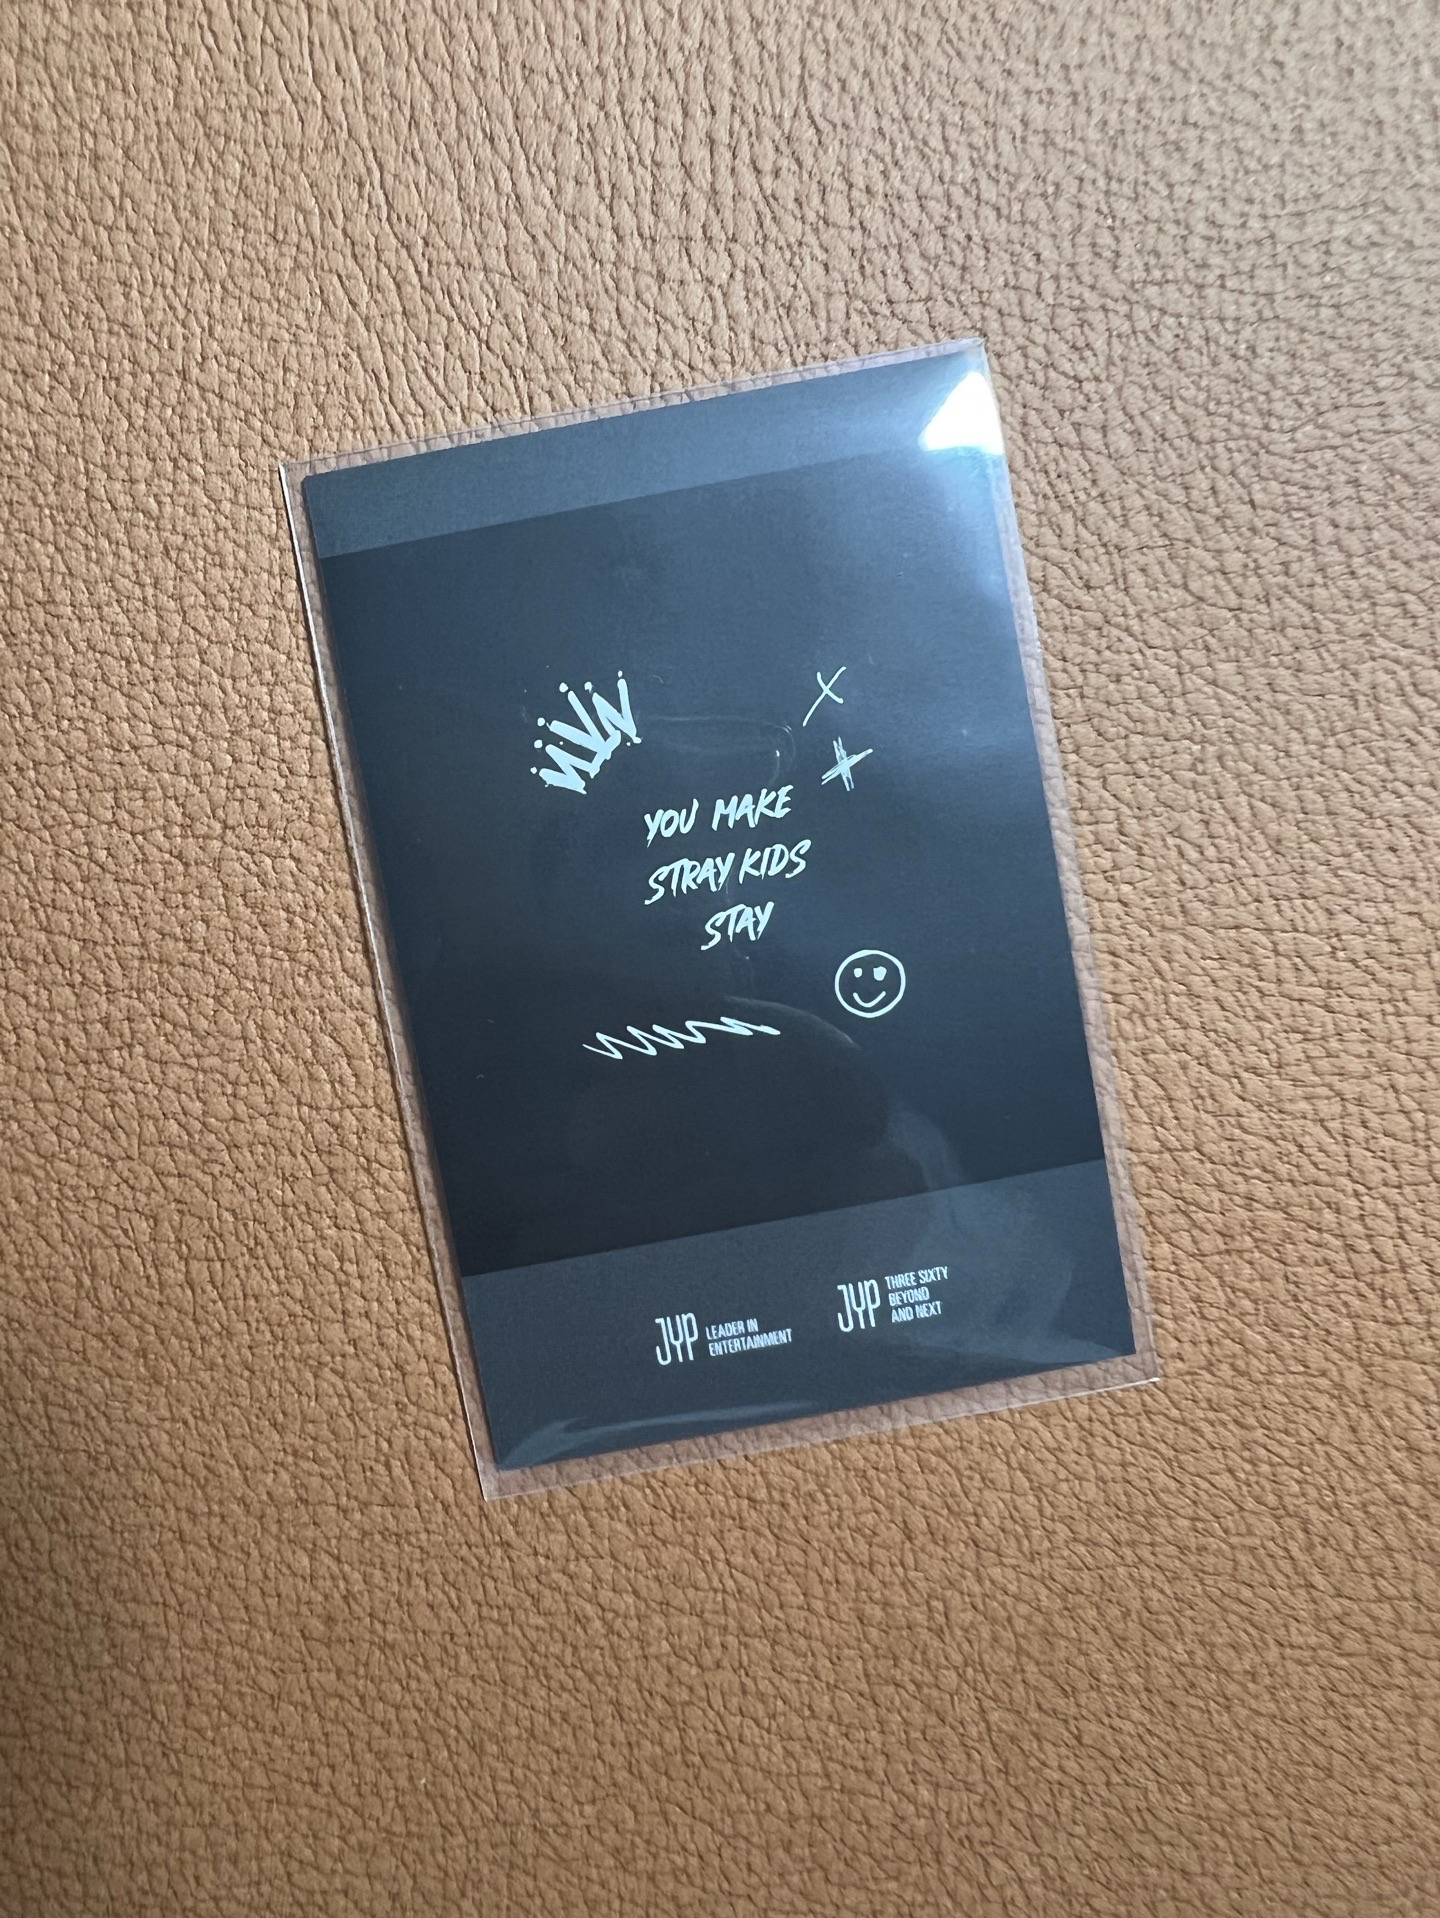 YOU MAKE
STRAY KIDS
STAY
JYP LEADER IN
ENTERTAINMENT
JYP THREE SIXTY
BEYOND
AND NEXT